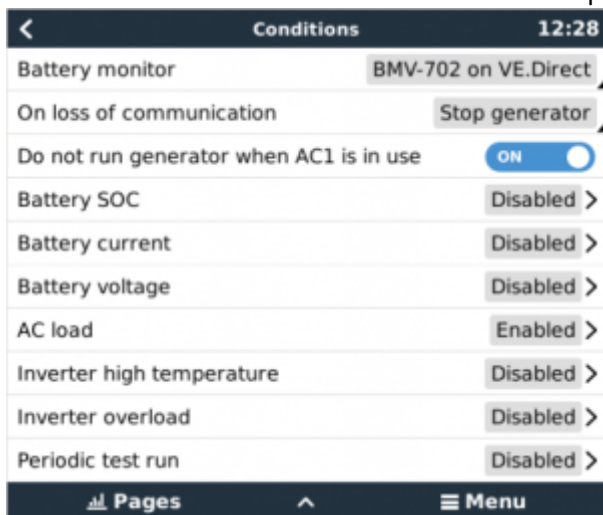 Conditions 12:28
Battery monitor BMV-702 on VE.Direct
On loss of communication Stop generator
Do not run generator when AC1 is in use ON
Battery SOC Disabled
Battery current Disabled
Battery voltage Disabled
AC load Enabled
Inverter high temperature Disabled
Inverter overload Disabled
Periodic test run Disabled
Pages Menu